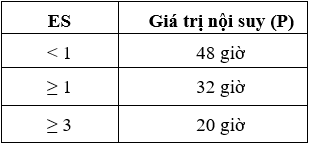 ES Giá trị nội suy (P)
< 1 48 giờ
≥ 1 32 giờ
≥ 3 20 giờ